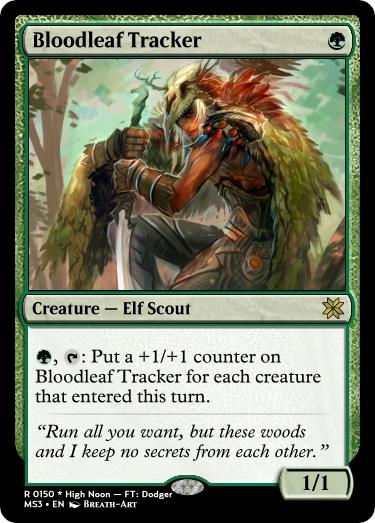 Bloodleaf Tracker
Creature — Elf Scout
, : Put a +1/+1 counter on
Bloodleaf Tracker for each creature
that entered this turn.
“Run all you want, but these woods
and I keep no secrets from each other.”
1/1
R 0150 * High Noon — FT: Dodger
MS3 • EN Breath-Art